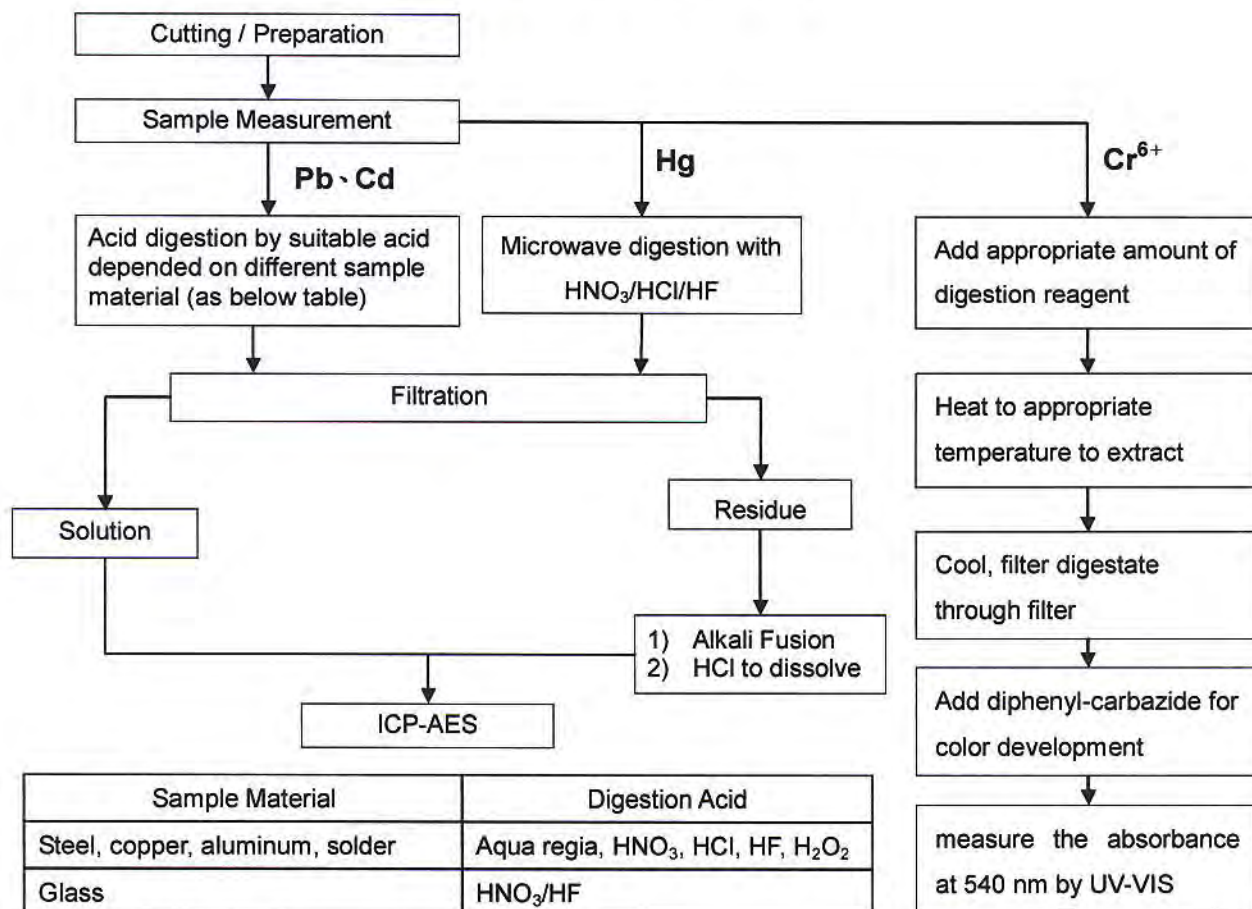 Cutting / Preparation
Sample Measurement
Pb、Cd
Hg
Cr⁶⁺
Acid digestion by suitable acid
depended on different sample
material (as below table)
Microwave digestion with
HNO₃/HCl/HF
Add appropriate amount of
digestion reagent
Filtration
Heat to appropriate
temperature to extract
Solution
Residue
Cool, filter digestate
through filter
1) Alkali Fusion
2) HCl to dissolve
ICP-AES
Add diphenyl-carbazide for
color development
Sample Material
Digestion Acid
Steel, copper, aluminum, solder
Aqua regia, HNO₃, HCl, HF, H₂O₂
Glass
HNO₃/HF
measure the absorbance
at 540 nm by UV-VIS